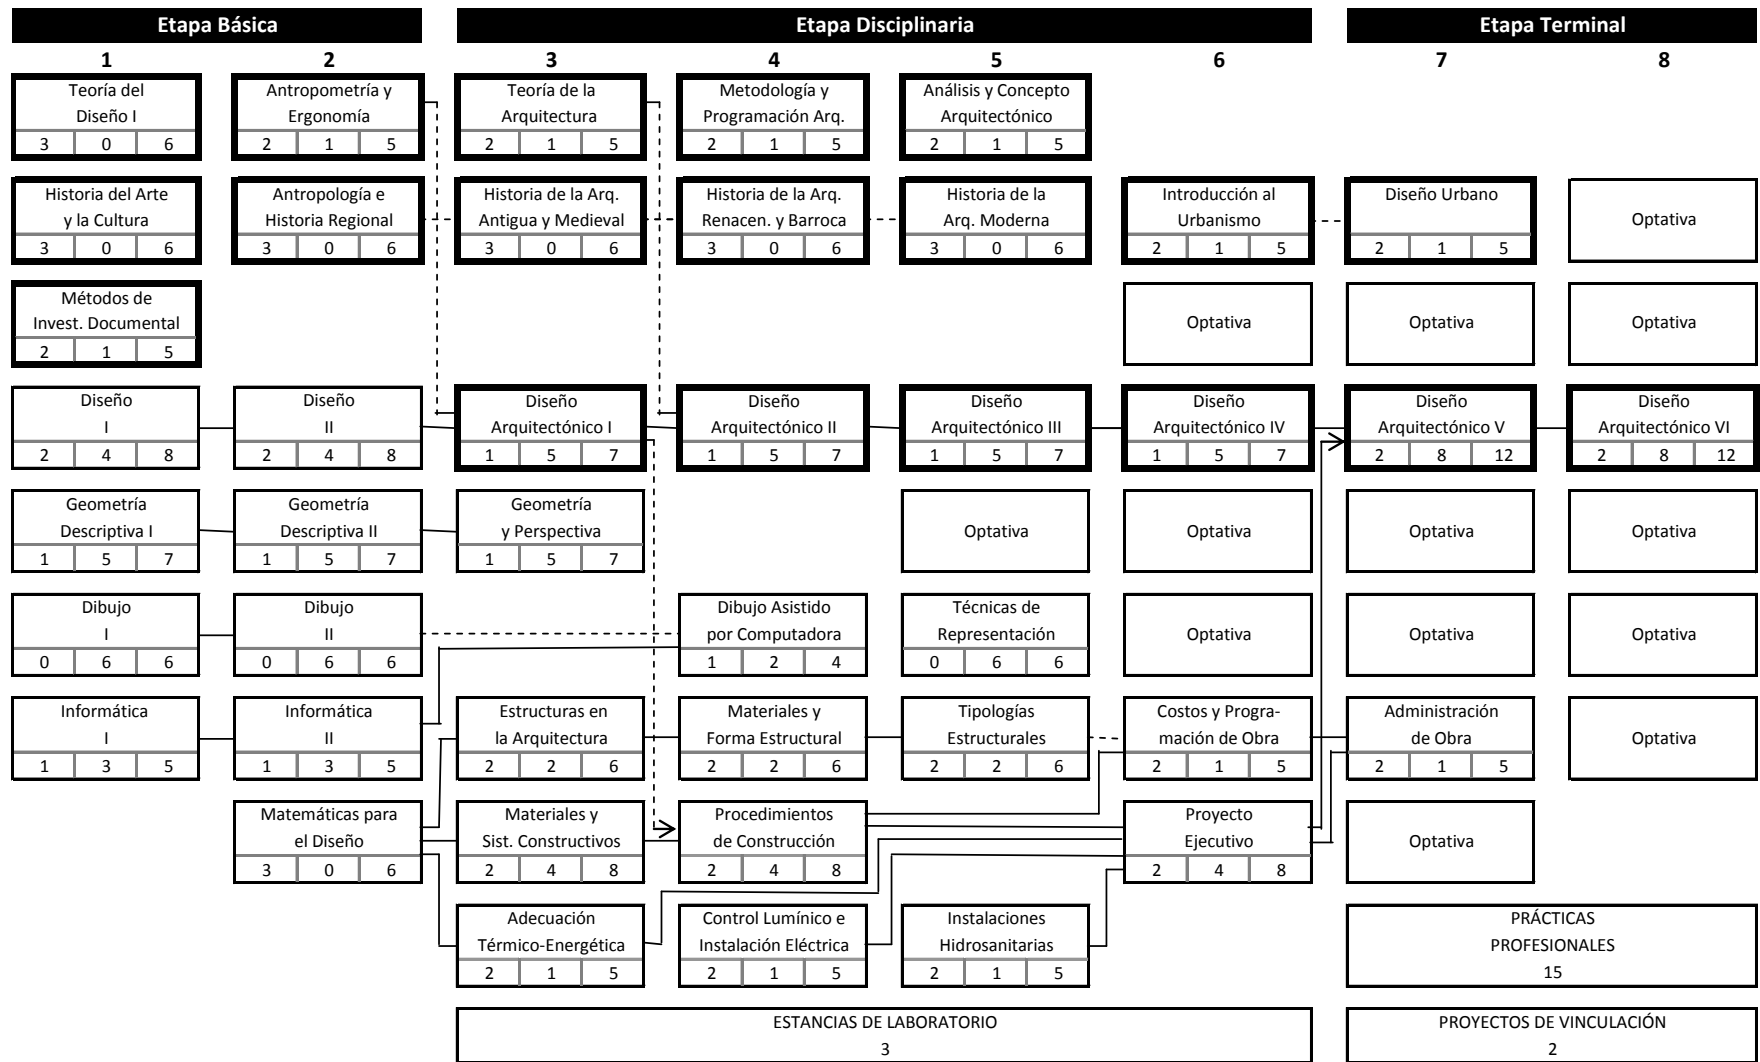 Etapa Básica
Etapa Disciplinaria
Etapa Terminal
1 2 3 4 5 6 7 8
Teoría del
Diseño I
3 0 6
Antropometría y
Ergonomía
2 1 5
Teoría de la
Arquitectura
2 1 5
Metodología y
Programación Arq.
2 1 5
Análisis y Concepto
Arquitectónico
2 1 5
Historia del Arte
y la Cultura
3 0 6
Antropología e
Historia Regional
3 0 6
Historia de la Arq.
Antigua y Medieval
3 0 6
Historia de la Arq.
Renacen. y Barroca
3 0 6
Historia de la
Arq. Moderna
3 0 6
Introducción al
Urbanismo
2 1 5
Diseño Urbano
2 1 5
Optativa
Métodos de
Invest. Documental
2 1 5
Optativa
Optativa
Optativa
Diseño
I
2 4 8
Diseño
II
2 4 8
Diseño
Arquitectónico I
1 5 7
Diseño
Arquitectónico II
1 5 7
Diseño
Arquitectónico III
1 5 7
Diseño
Arquitectónico IV
1 5 7
Diseño
Arquitectónico V
2 8 12
Diseño
Arquitectónico VI
2 8 12
Geometría
Descriptiva I
1 5 7
Geometría
Descriptiva II
1 5 7
Geometría
y Perspectiva
1 5 7
Optativa
Optativa
Optativa
Optativa
Dibujo
I
0 6 6
Dibujo
II
0 6 6
Dibujo Asistido
por Computadora
1 2 4
Técnicas de
Representación
0 6 6
Optativa
Optativa
Optativa
Informática
I
1 3 5
Informática
II
1 3 5
Estructuras en
la Arquitectura
2 2 6
Materiales y
Forma Estructural
2 2 6
Tipologías
Estructurales
2 2 6
Costos y Progra-
mación de Obra
2 1 5
Administración
de Obra
2 1 5
Optativa
Matemáticas para
el Diseño
3 0 6
Materiales y
Sist. Constructivos
2 4 8
Procedimientos
de Construcción
2 4 8
Proyecto
Ejecutivo
2 4 8
Optativa
Adecuación
Térmico-Energética
2 1 5
Control Lumínico e
Instalación Eléctrica
2 1 5
Instalaciones
Hidrosanitarias
2 1 5
PRÁCTICAS
PROFESIONALES
15
ESTANCIAS DE LABORATORIO
3
PROYECTOS DE VINCULACIÓN
2